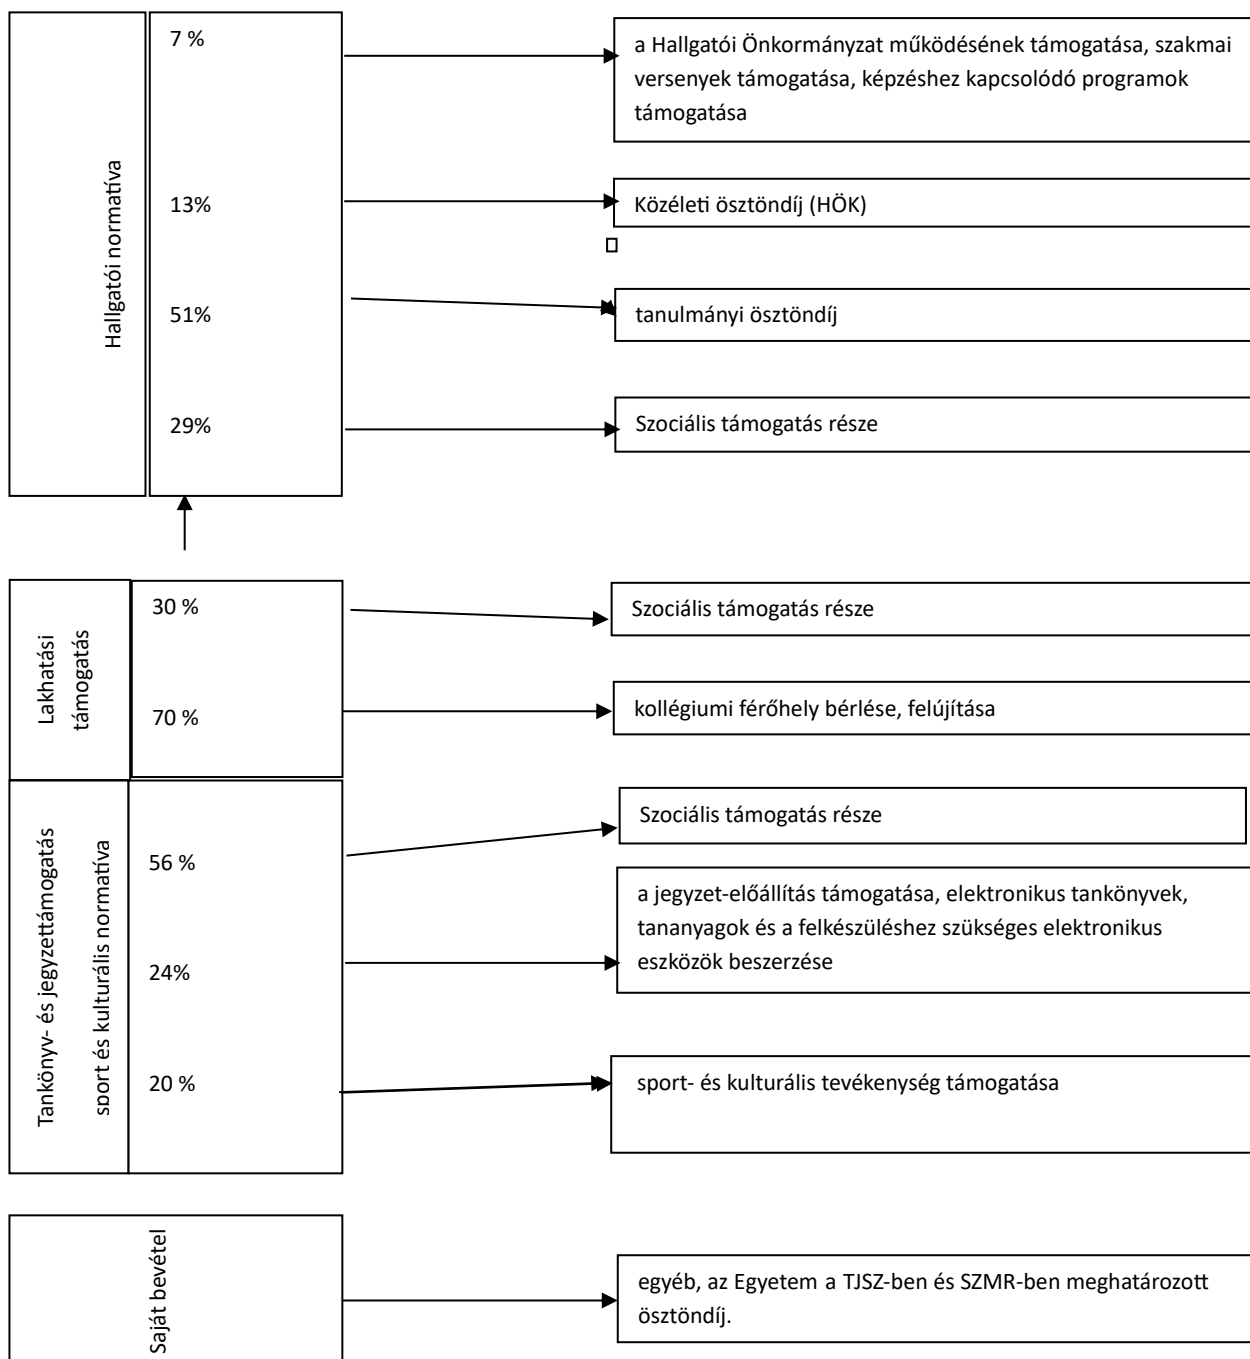 Hallgatói normatíva
7 %
a Hallgatói Önkormányzat működésének támogatása, szakmai
versenyek támogatása, képzéshez kapcsolódó programok
támogatása
13%
Közéleti ösztöndíj (HÖK)
51%
tanulmányi ösztöndíj
29%
Szociális támogatás része
Lakhatási
támogatás
30 %
Szociális támogatás része
70 %
kollégiumi férőhely bérlése, felújítása
Tankönyv- és jegyzettámogatás
sport és kulturális normatíva
56 %
Szociális támogatás része
24%
a jegyzet-előállítás támogatása, elektronikus tankönyvek,
tananyagok és a felkészüléshez szükséges elektronikus
eszközök beszerzése
20 %
sport- és kulturális tevékenység támogatása
Saját bevétel
egyéb, az Egyetem a TJSZ-ben és SZMR-ben meghatározott
ösztöndíj.